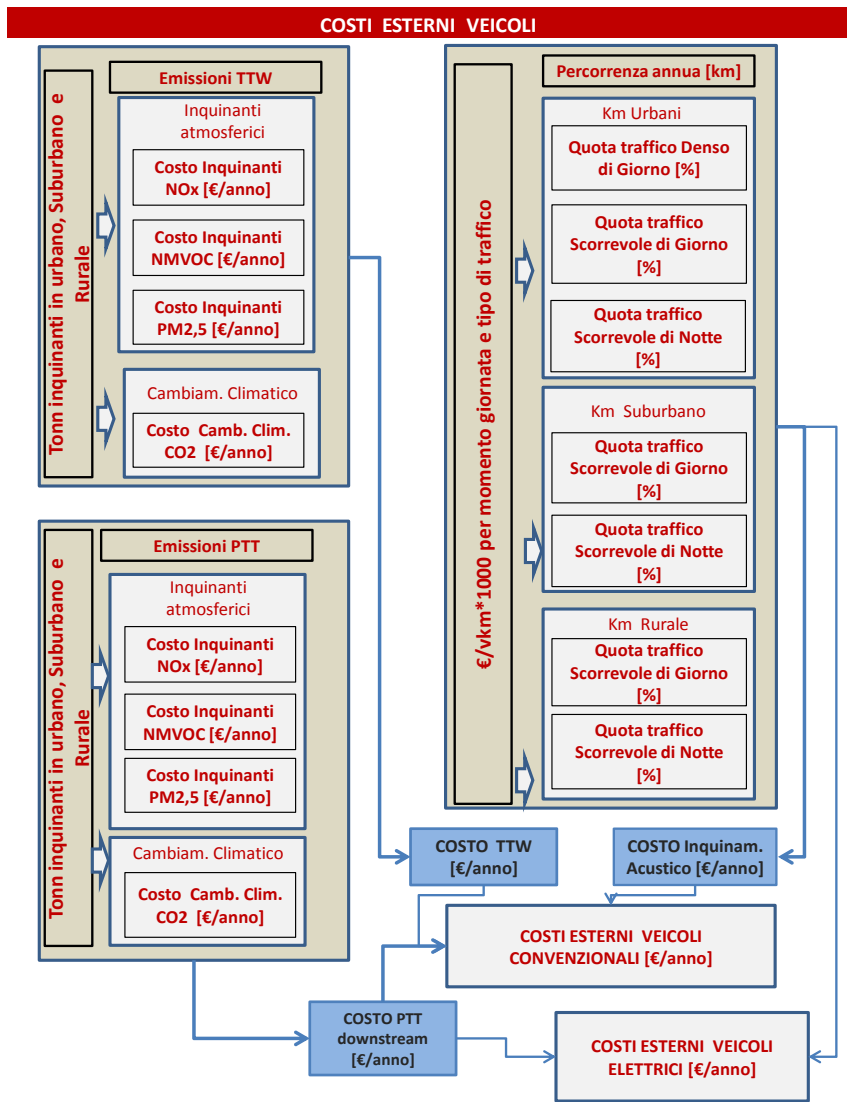 COSTI ESTERNI VEICOLI
Tonn inquinanti in urbano, Suburbano e
Rurale
Emissioni TTW
Inquinanti
atmosferici
Costo Inquinanti
NOx [€/anno]
Costo Inquinanti
NMVOC [€/anno]
Costo Inquinanti
PM2,5 [€/anno]
Cambiam. Climatico
Costo Camb. Clim.
CO2 [€/anno]
Tonn inquinanti in urbano, Suburbano e
Rurale
Emissioni PTT
Inquinanti
atmosferici
Costo Inquinanti
NOx [€/anno]
Costo Inquinanti
NMVOC [€/anno]
Costo Inquinanti
PM2,5 [€/anno]
Cambiam. Climatico
Costo Camb. Clim.
CO2 [€/anno]
€/vkm*1000 per momento giornata e tipo di traffico
Percorrenza annua [km]
Km Urbani
Quota traffico Denso
di Giorno [%]
Quota traffico
Scorrevole di Giorno
[%]
Quota traffico
Scorrevole di Notte
[%]
Km Suburbano
Quota traffico
Scorrevole di Giorno
[%]
Quota traffico
Scorrevole di Notte
[%]
Km Rurale
Quota traffico
Scorrevole di Giorno
[%]
Quota traffico
Scorrevole di Notte
[%]
COSTO TTW
[€/anno]
COSTO Inquinam.
Acustico [€/anno]
COSTI ESTERNI VEICOLI
CONVENZIONALI [€/anno]
COSTO PTT
downstream
[€/anno]
COSTI ESTERNI VEICOLI
ELETTRICI [€/anno]